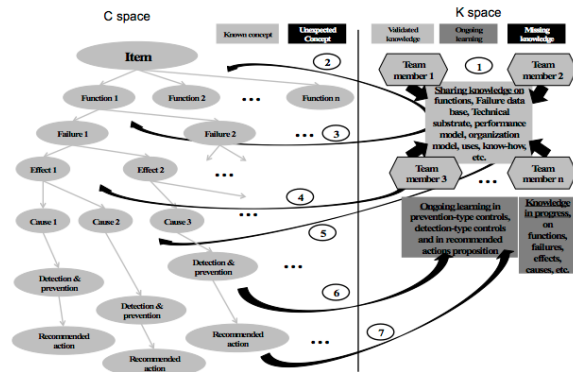 C space
K space
Known concept
Unexpected
Concept
Validated
knowledge
Ongoing
learning
Missing
knowledge
Item
Function 1
Function 2
...
Function n
Failure 1
Failure 2
...
Effect 1
Effect 2
...
Cause 1
Cause 2
Cause 3
...
Detection &
prevention
Detection &
prevention
Detection &
prevention
...
Recommended
action
Recommended
action
Recommended
action
...
2
3
4
5
6
7
1
Team
member 1
Team
member 2
Sharing knowledge on
functions, Failure data
base, Technical
substrate, performance
model, organization
model, uses, know-how,
etc.
Team
member 3
...
Team
member n
Ongoing learning in
prevention-type controls,
detection-type controls
and in recommended
actions proposition
Knowledge
in progress,
on
functions,
failures,
effects,
causes, etc.